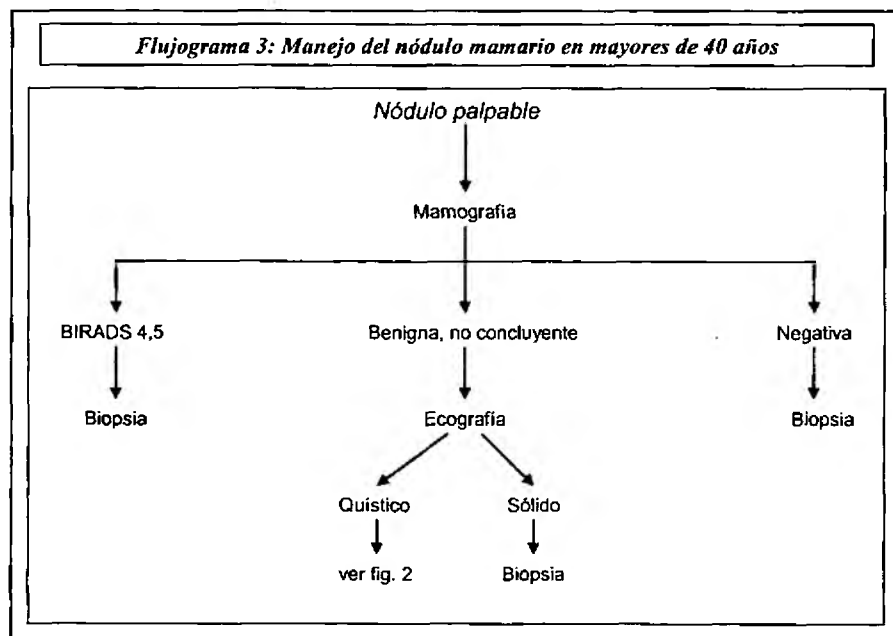 Flujograma 3: Manejo del nódulo mamario en mayores de 40 años
Nódulo palpable
Mamografia
BIRADS 4,5
Benigna, no concluyente
Negativa
Biopsia
Ecografía
Biopsia
Quístico
Sólido
ver fig. 2
Biopsia